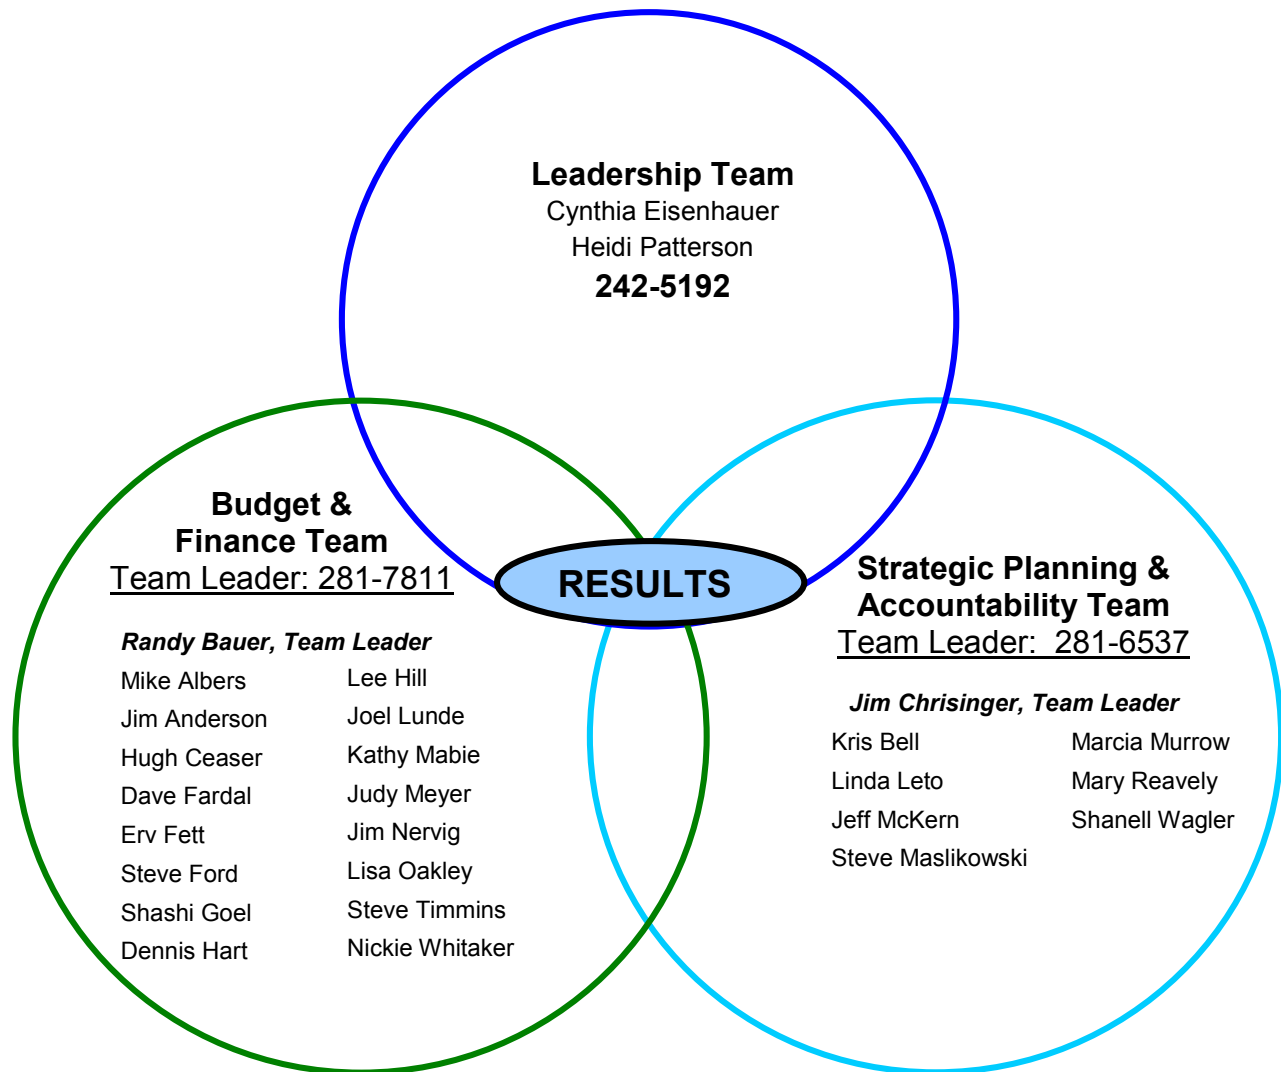 Leadership Team
Cynthia Eisenhauer
Heidi Patterson
242-5192
Budget &
Finance Team
Team Leader: 281-7811
Randy Bauer, Team Leader
Mike Albers
Jim Anderson
Hugh Ceaser
Dave Fardal
Erv Fett
Steve Ford
Shashi Goel
Dennis Hart
Lee Hill
Joel Lunde
Kathy Mabie
Judy Meyer
Jim Nervig
Lisa Oakley
Steve Timmins
Nickie Whitaker
RESULTS
Strategic Planning &
Accountability Team
Team Leader:  281-6537
Jim Chrisinger, Team Leader
Kris Bell
Linda Leto
Jeff McKern
Steve Maslikowski
Marcia Murrow
Mary Reavely
Shanell Wagler